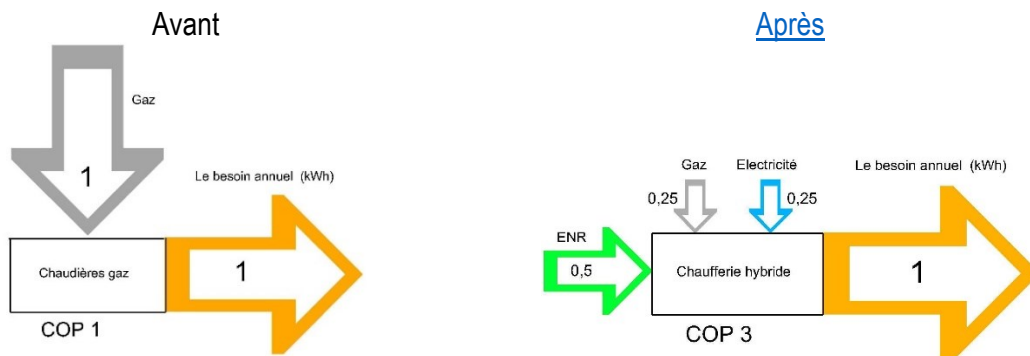 Avant
Gaz
1
Le besoin annuel (kWh)
Chaudières gaz
1
COP 1
Après
Gaz
Electricité
Le besoin annuel (kWh)
0,25
0,25
ENR
0,5
Chaufferie hybride
1
COP 3